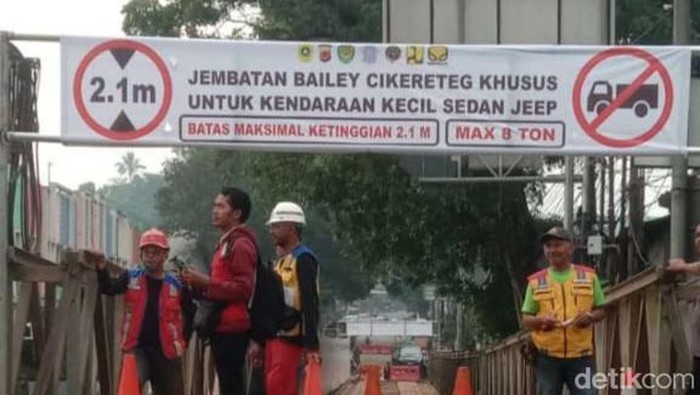 2.1m
JEMBATAN BAILEY CIKERETEG KHUSUS
UNTUK KENDARAAN KECIL SEDAN JEEP
BATAS MAKSIMAL KETINGGIAN 2.1 M
MAX 8 TON
detikcom